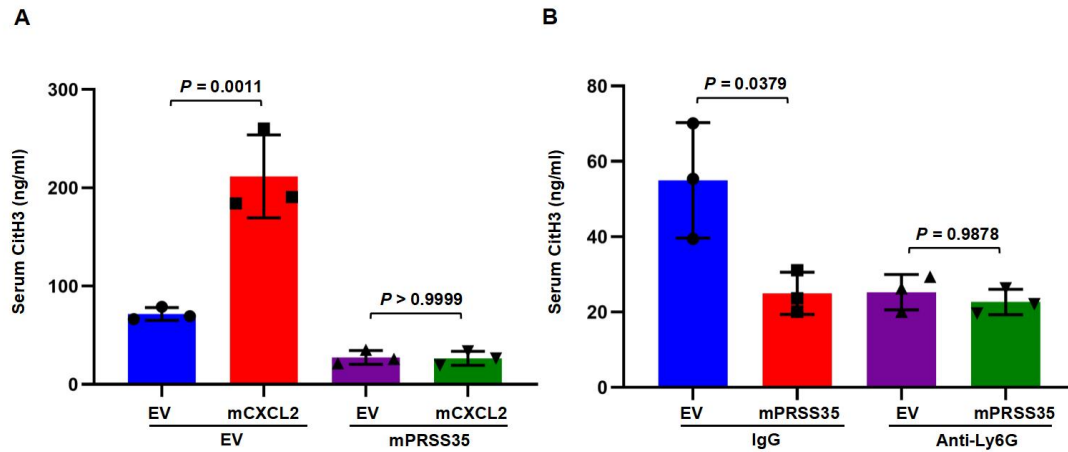 A
B
Serum CitH3 (ng/ml)
300
200
100
0
P = 0.0011
P > 0.9999
EV
mCXCL2
EV
mCXCL2
EV
mPRSS35
Serum CitH3 (ng/ml)
80
60
40
20
0
P = 0.0379
P = 0.9878
EV
mPRSS35
EV
mPRSS35
IgG
Anti-Ly6G